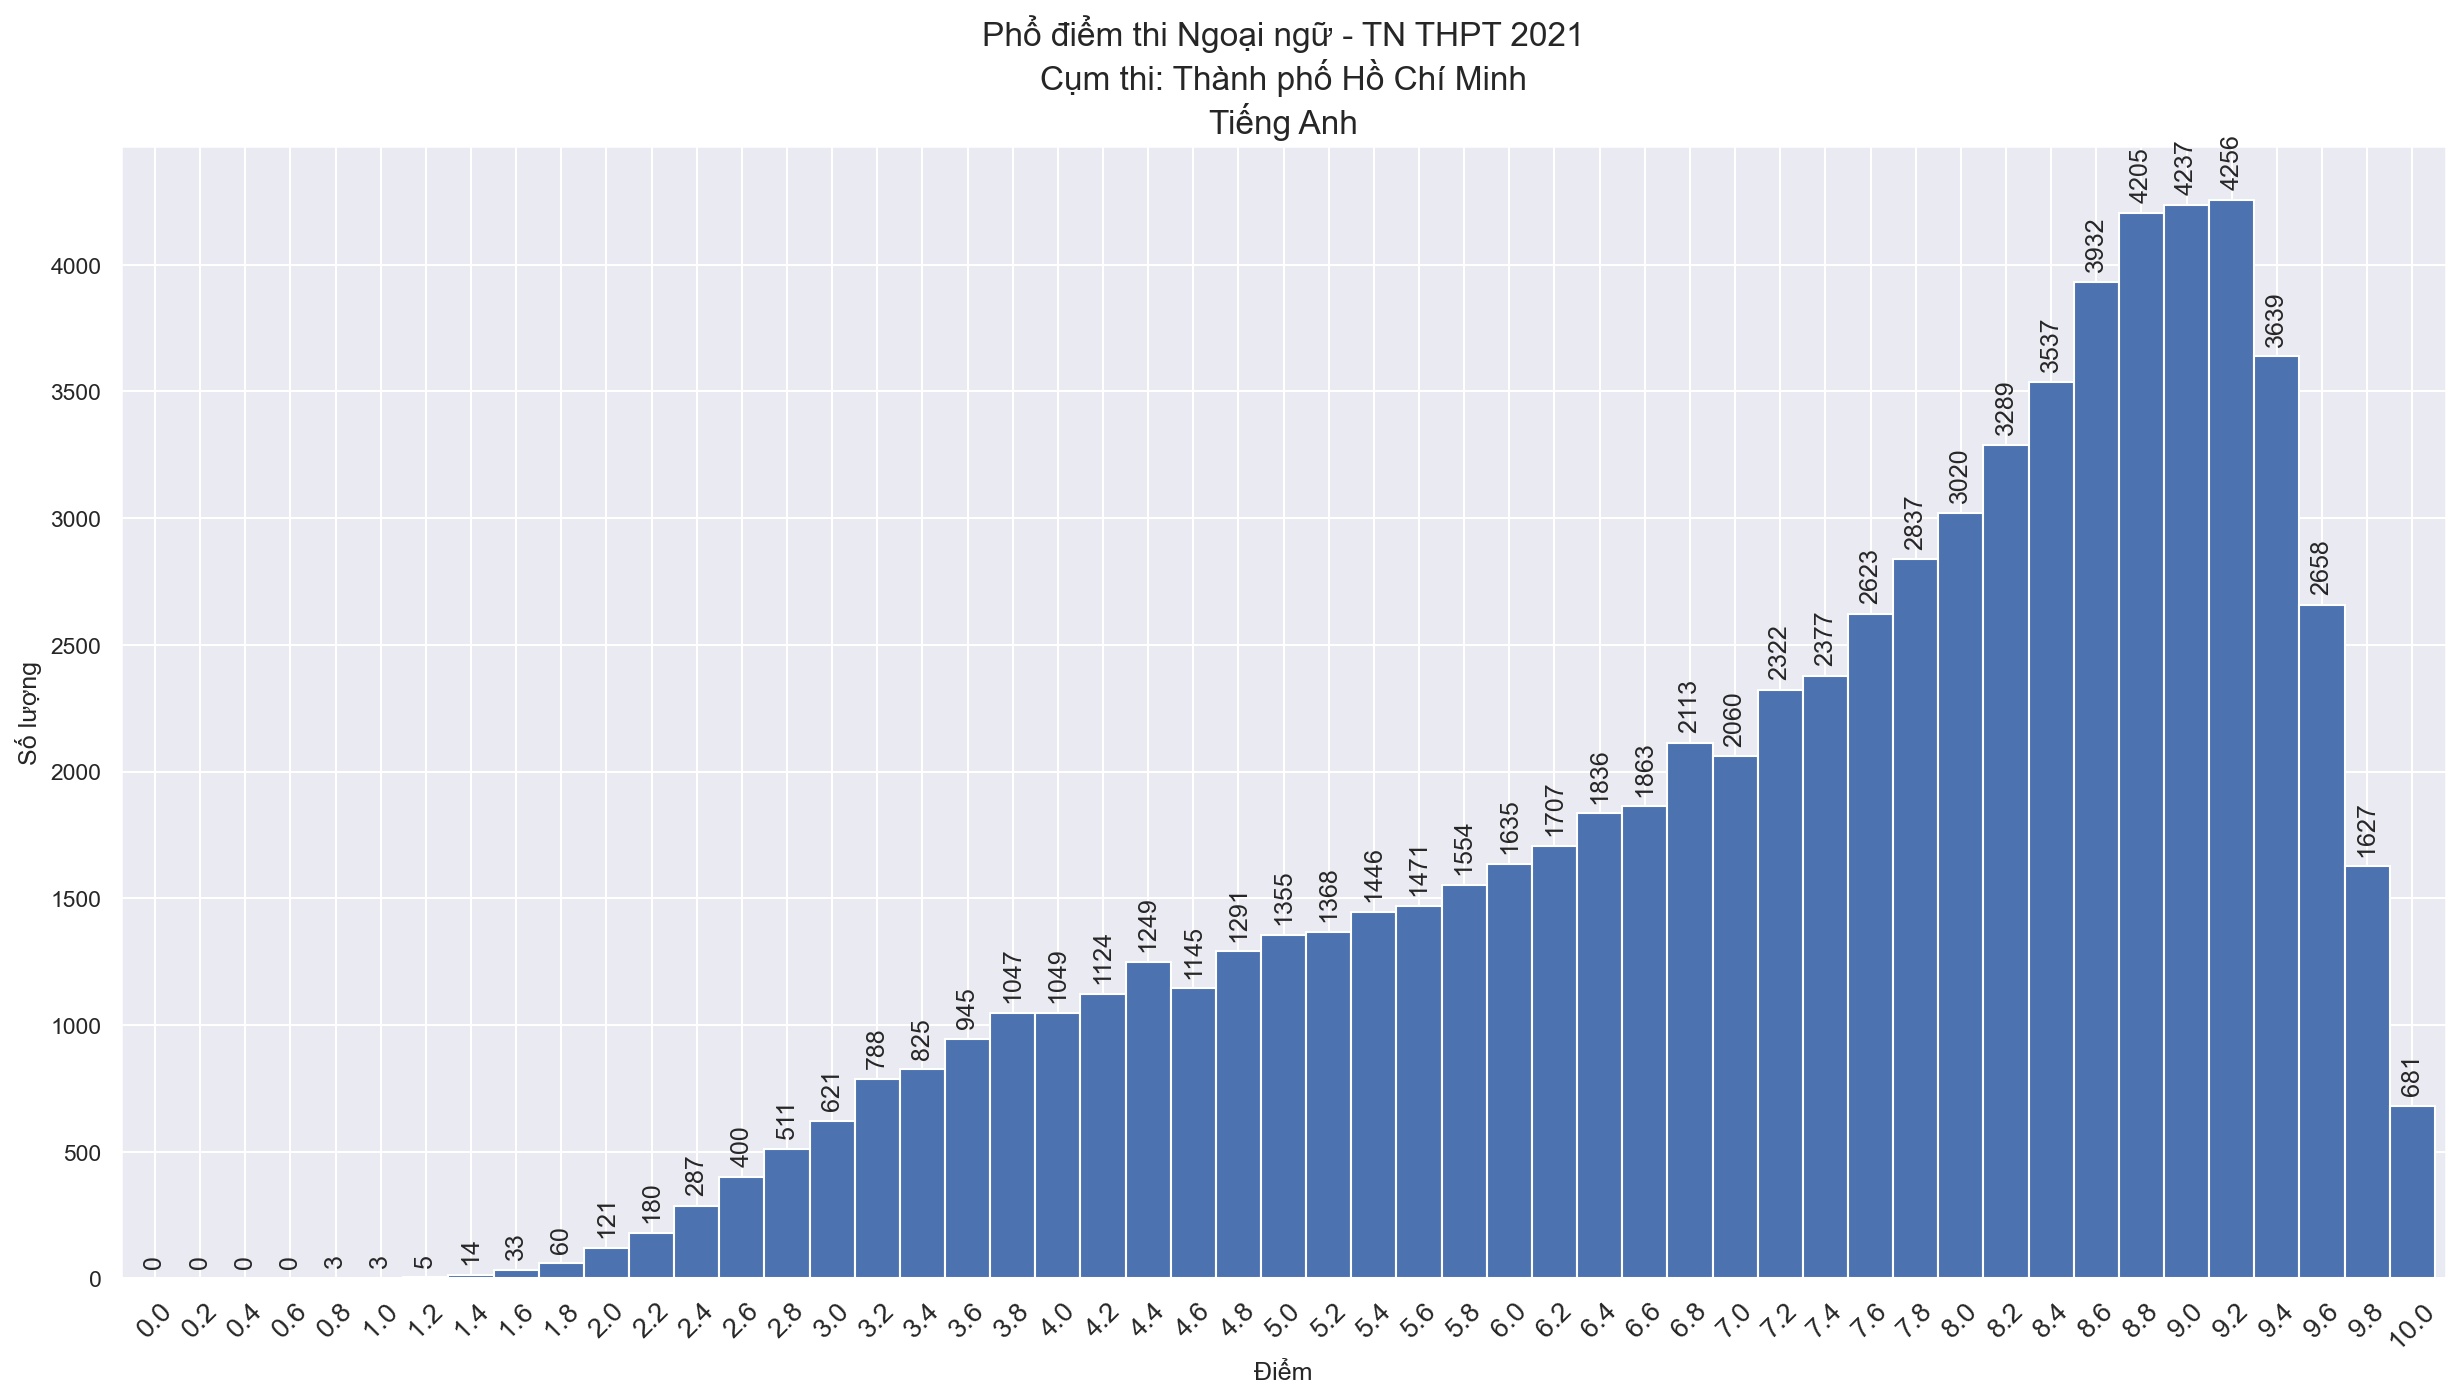 Phổ điểm thi Ngoại ngữ - TN THPT 2021
Cụm thi: Thành phố Hồ Chí Minh
Tiếng Anh
Số lượng
4000
3500
3000
2500
2000
1500
1000
500
0
0 0 0 0 3 3 5 14 33 60 121 180 287 400 511 621 788 825 945 1047 1049 1124 1249 1145 1291 1355 1368 1446 1471 1554 1635 1707 1836 1863 2113 2060 2322 2377 2623 2837 3020 3289 3537 3932 4205 4237 4256 3639 2658 1627 681
0.0 0.2 0.4 0.6 0.8 1.0 1.2 1.4 1.6 1.8 2.0 2.2 2.4 2.6 2.8 3.0 3.2 3.4 3.6 3.8 4.0 4.2 4.4 4.6 4.8 5.0 5.2 5.4 5.6 5.8 6.0 6.2 6.4 6.6 6.8 7.0 7.2 7.4 7.6 7.8 8.0 8.2 8.4 8.6 8.8 9.0 9.2 9.4 9.6 9.8 10.0
Điểm